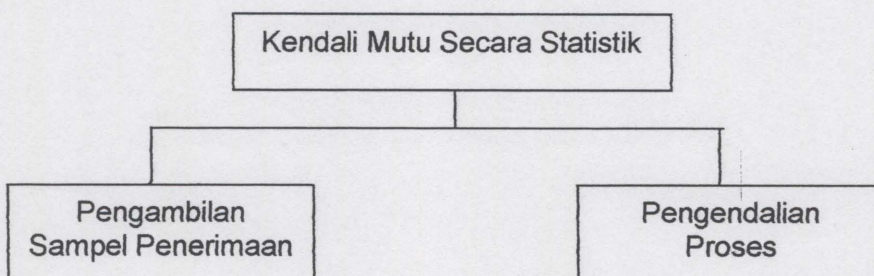 Kendali Mutu Secara Statistik
Pengambilan
Sampel Penerimaan
Pengendalian
Proses